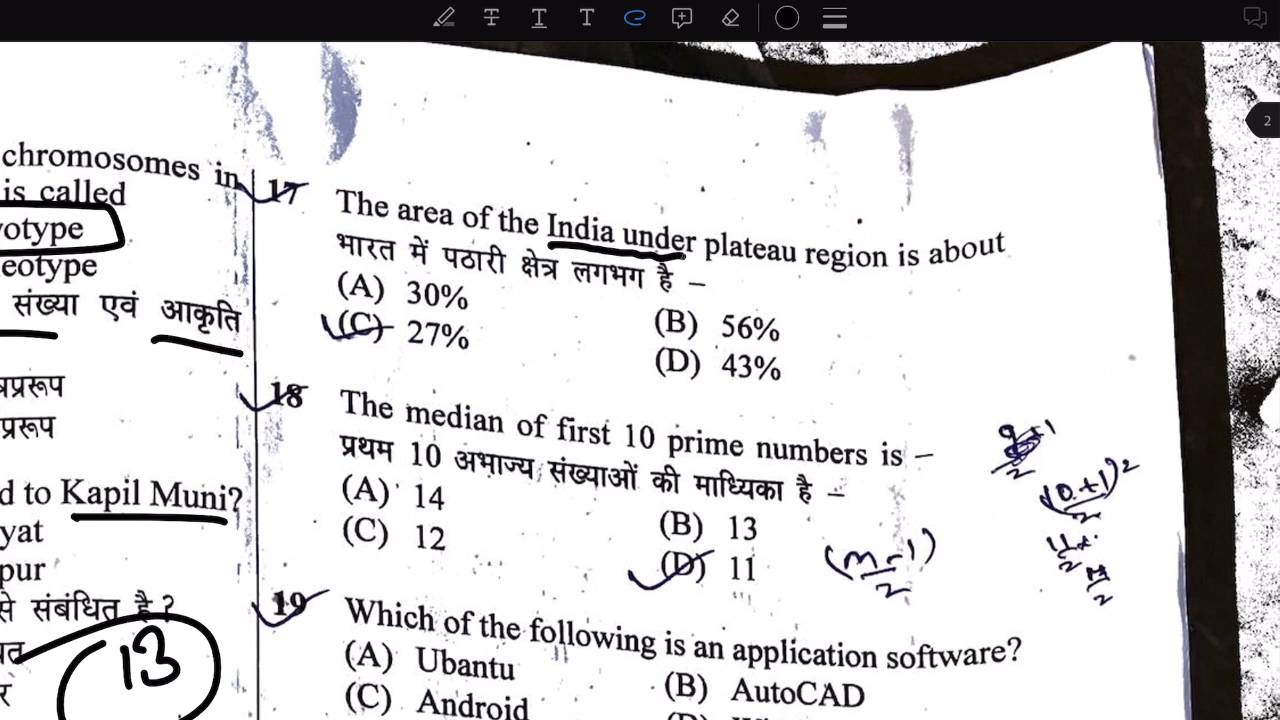 T T T
2
chromosomes in
is called
otype
eotype
संख्या एवं आकृति
प्ररूप
प्ररूप
d to Kapil Muni?
yat
pur
से संबंधित है?
यत
र
13
17 The area of the India under plateau region is about
भारत में पठारी क्षेत्र लगभग है –
(A) 30%
(B) 56%
(C) 27%
(D) 43%
18 The median of first 10 prime numbers is –
प्रथम 10 अभाज्य संख्याओं की माध्यिका है –
(A) 14
(B) 13
(C) 12
(D) 11
19 Which of the following is an application software?
(A) Ubantu
(B) AutoCAD
(C) Android